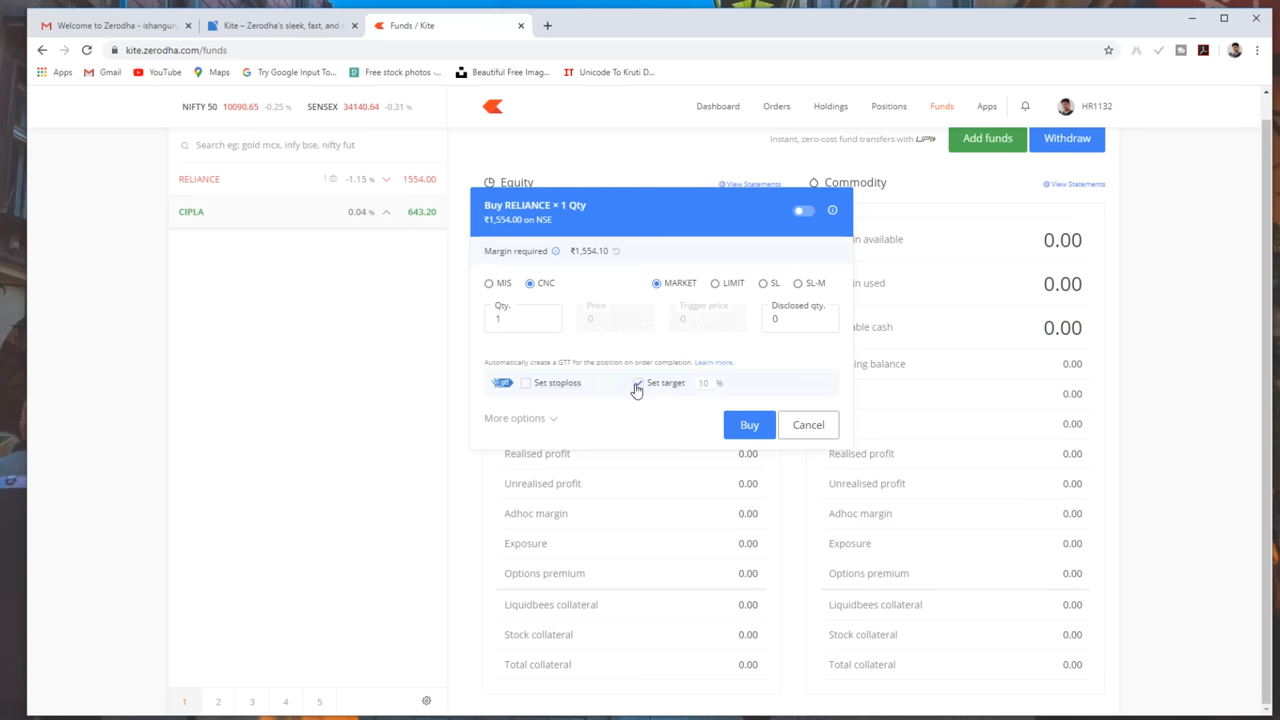 Welcome to Zerodha - ishanguru
Kite – Zerodha's sleek, fast, and
Funds / Kite
kite.zerodha.com/funds
Apps Gmail YouTube Maps Try Google Input To... Free stock photos ·... Beautiful Free Imag... Unicode To Kruti D...
NIFTY 50 10090.65 -0.25 % SENSEX 34140.64 -0.31 %
Dashboard Orders Holdings Positions Funds Apps HR1132
Search eg: gold mcx, infy bse, nifty fut
Instant, zero-cost fund transfers with UPI
Add funds Withdraw
RELIANCE 1 -1.15 % 1554.00
CIPLA 0.04 % 643.20
Equity View Statements
Commodity View Statements
Buy RELIANCE × 1 Qty
₹1,554.00 on NSE
Margin required ₹1,554.10
MIS CNC MARKET LIMIT SL SL-M
Qty. Price Trigger price Disclosed qty.
1 0 0 0
Automatically create a GTT for the position on order completion. Learn more.
gtt Set stoploss Set target 10 %
More options
Buy Cancel
available 0.00
used 0.00
cash 0.00
balance 0.00
0.00
0.00
Realised profit 0.00 Realised profit 0.00
Unrealised profit 0.00 Unrealised profit 0.00
Adhoc margin 0.00 Adhoc margin 0.00
Exposure 0.00 Exposure 0.00
Options premium 0.00 Options premium 0.00
Liquidbees collateral 0.00 Liquidbees collateral 0.00
Stock collateral 0.00 Stock collateral 0.00
Total collateral 0.00 Total collateral 0.00
1 2 3 4 5